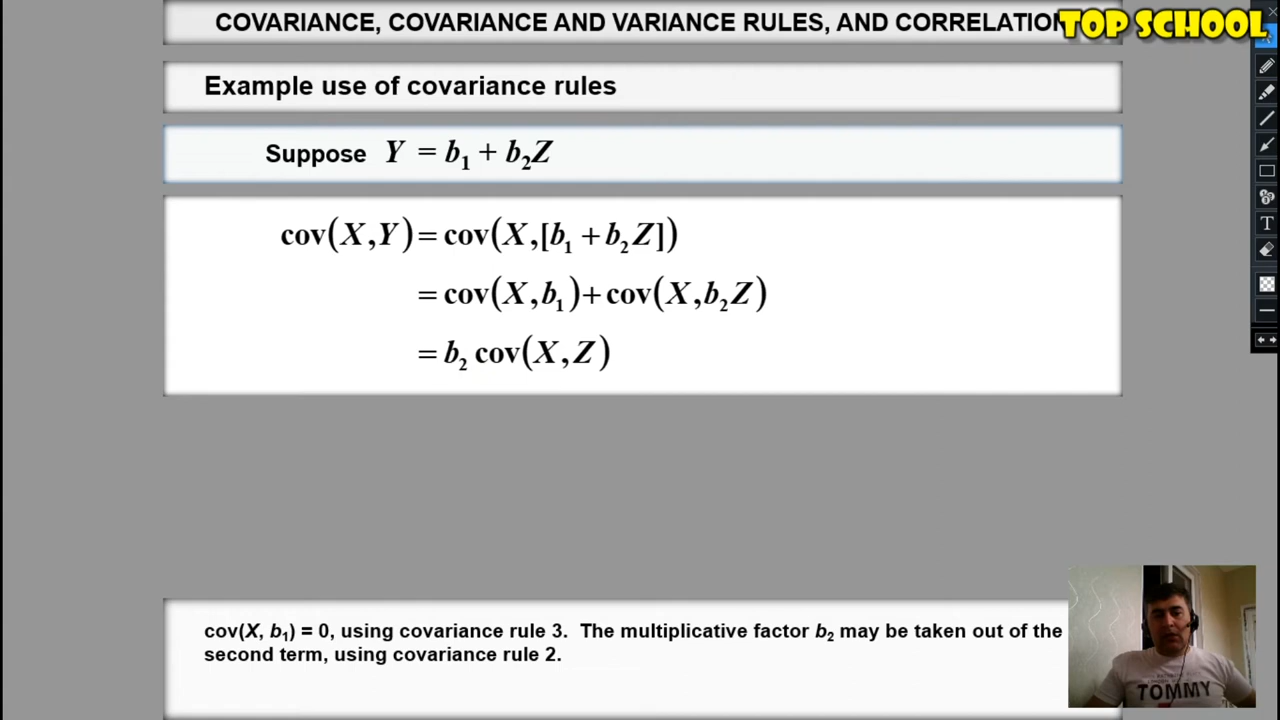 COVARIANCE, COVARIANCE AND VARIANCE RULES, AND CORRELATION
TOP SCHOOL
Example use of covariance rules
Suppose Y = b₁ + b₂Z
cov(X,Y) = cov(X,[b₁ + b₂Z])
= cov(X,b₁) + cov(X,b₂Z)
= b₂ cov(X,Z)
cov(X, b₁) = 0, using covariance rule 3. The multiplicative factor b₂ may be taken out of the
second term, using covariance rule 2.
TOMMY